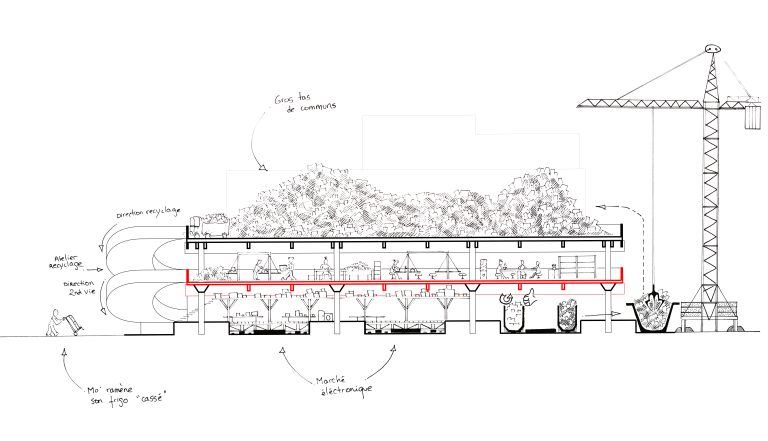 Gros tas
de communs
Direction recyclage
Atelier
recyclage
Direction
2nd vie
Mo' ramène
son frigo "cassé"
Marché
électronique